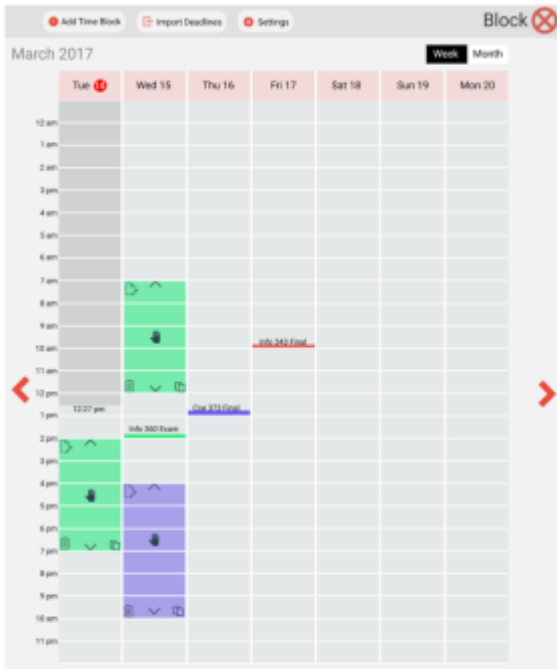 Add Time Block Import Deadlines Settings Block
March 2017 Week Month
Tue 14 Wed 15 Thu 16 Fri 17 Sat 18 Sun 19 Mon 20
12 am
1 am
2 am
3 pm
4 am
5 am
6 am
7 am
8 am
9 am
Info 343 Final
10 am
11 am
12 pm
12:27 pm Cse 373 Final
1 pm
Info 360 Exam
2 pm
3 pm
4 pm
5 pm
6 pm
7 pm
8 pm
9 pm
10 am
11 pm